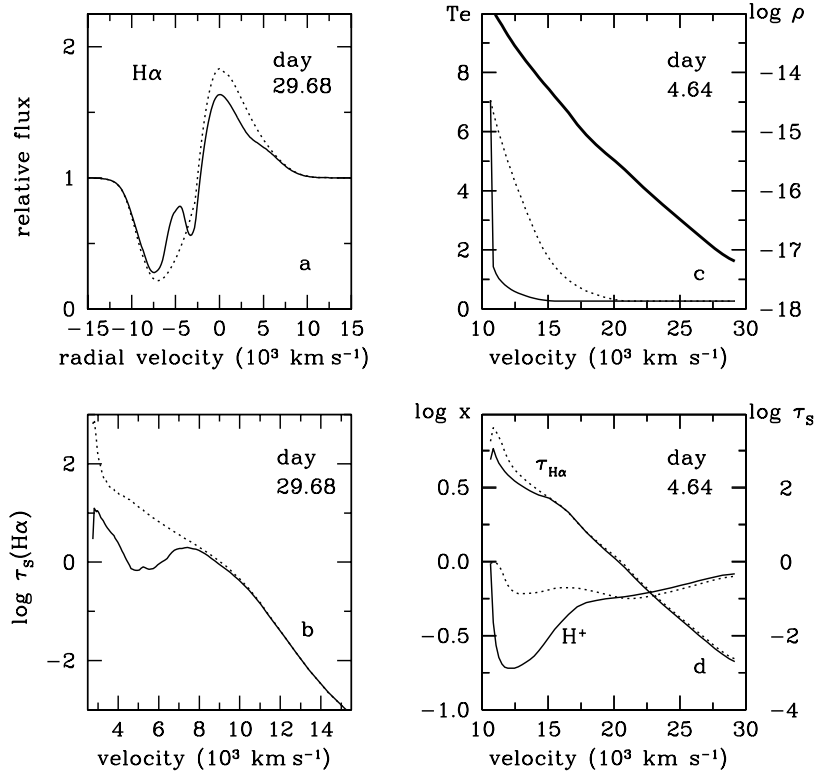 Te
log ρ
2
1
0
Hα
day
29.68
a
relative flux
−15 −10 −5 0 5 10 15
radial velocity (10³ km s⁻¹)
10
8
6
4
2
0
day
4.64
c
−14
−15
−16
−17
−18
10 15 20 25 30
velocity (10³ km s⁻¹)
2
0
−2
day
29.68
b
log τs(Hα)
4 6 8 10 12 14
velocity (10³ km s⁻¹)
log x
log τs
0.5
0.0
−0.5
−1.0
τHα
day
4.64
H⁺
d
2
0
−2
−4
10 15 20 25 30
velocity (10³ km s⁻¹)